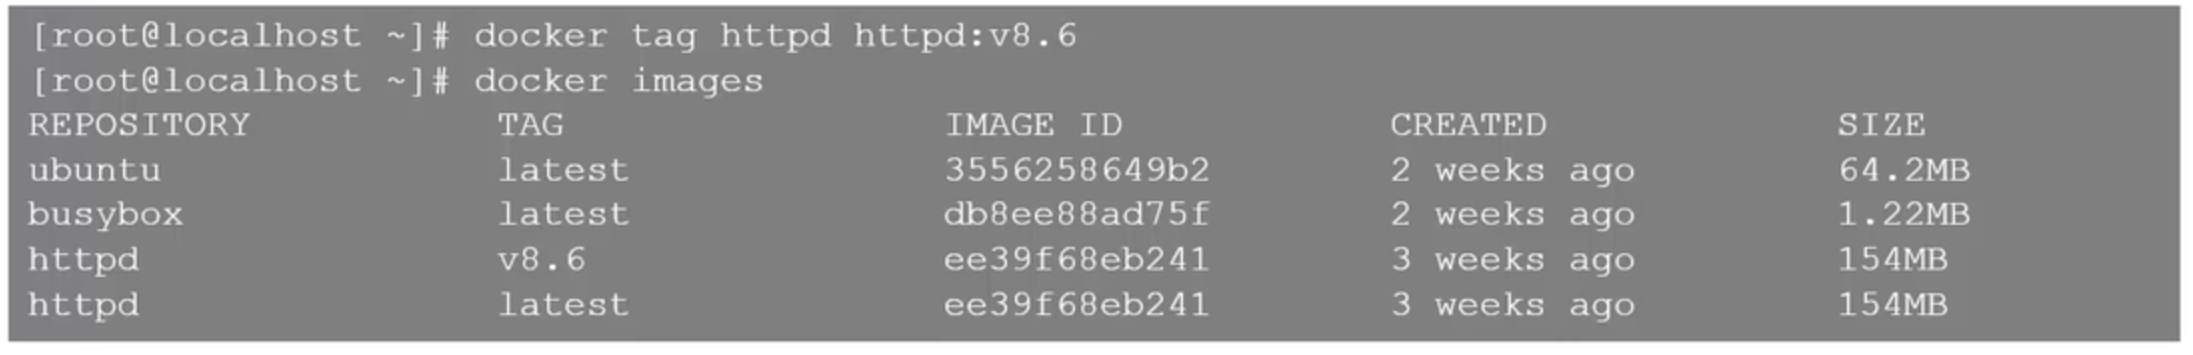 [root@localhost ~]# docker tag httpd httpd:v8.6
[root@localhost ~]# docker images
REPOSITORY TAG IMAGE ID CREATED SIZE
ubuntu latest 3556258649b2 2 weeks ago 64.2MB
busybox latest db8ee88ad75f 2 weeks ago 1.22MB
httpd v8.6 ee39f68eb241 3 weeks ago 154MB
httpd latest ee39f68eb241 3 weeks ago 154MB